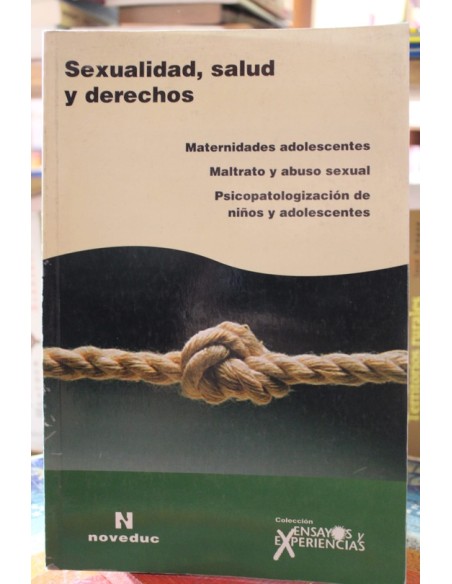 Sexualidad, salud
y derechos
Maternidades adolescentes
Maltrato y abuso sexual
Psicopatologización de
niños y adolescentes
N
noveduc
Colección
ENSAYOS y
EXPERIENCIAS